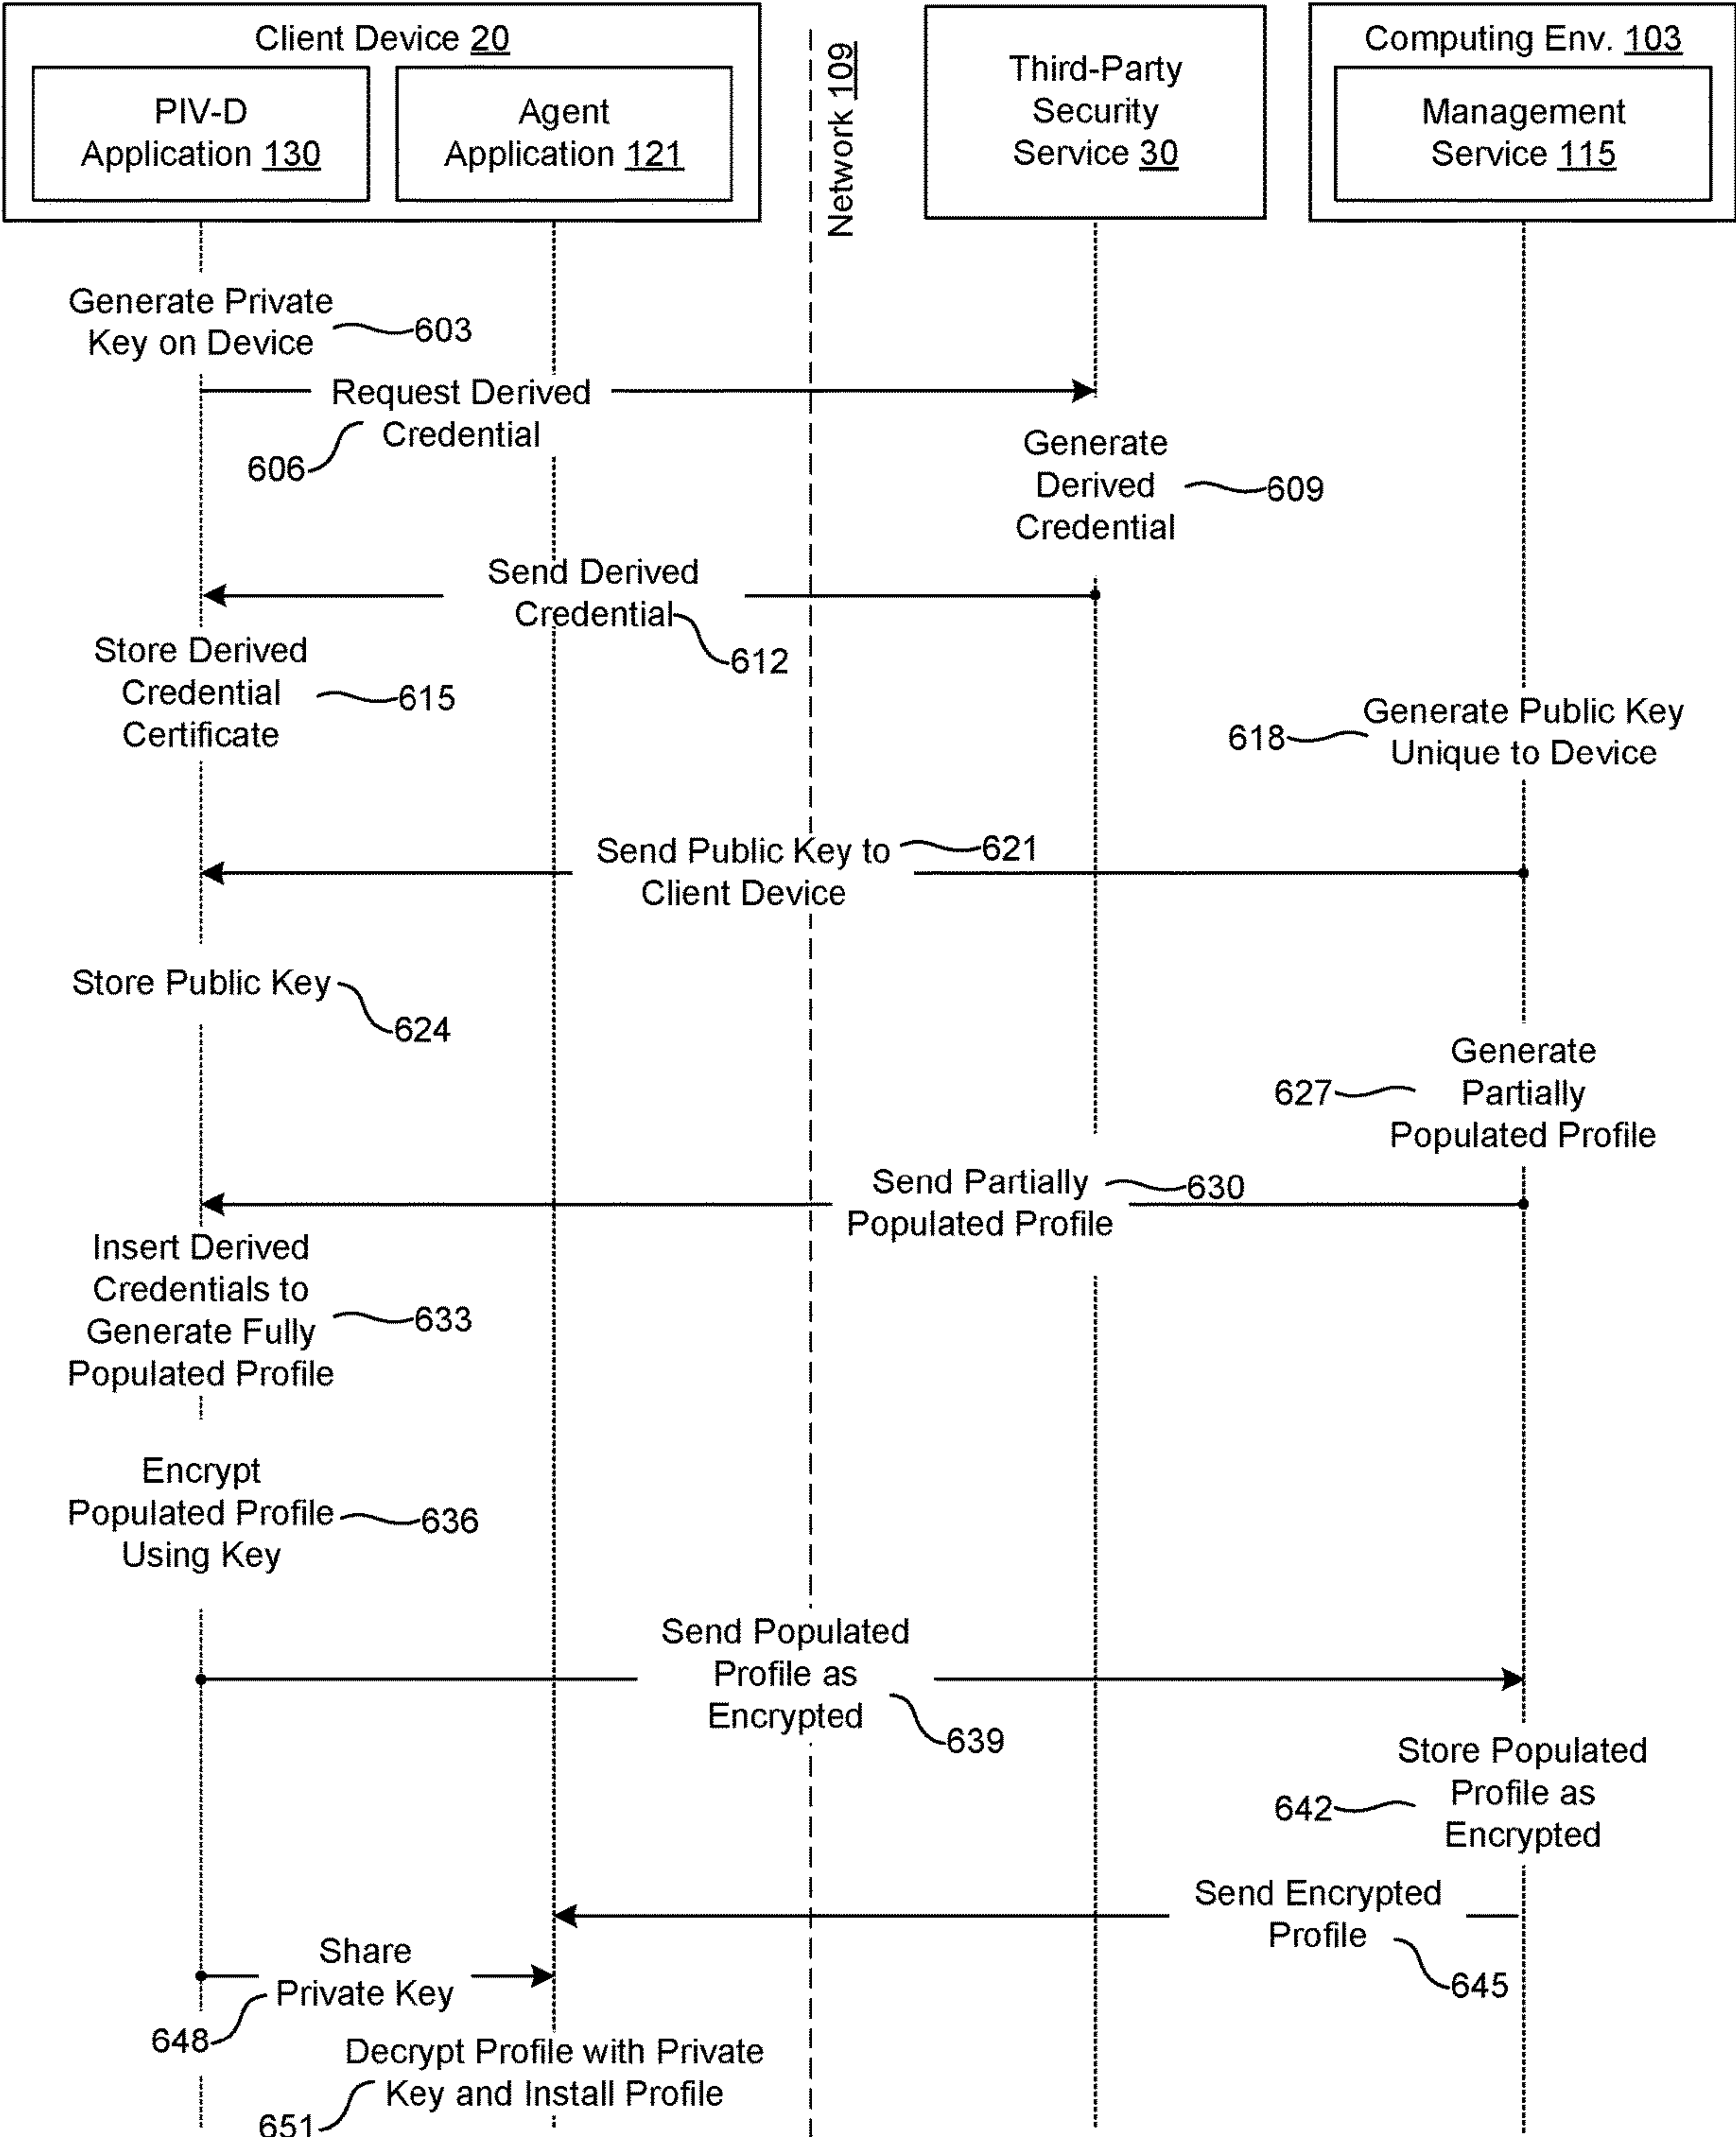 Client Device 20
PIV-D
Application 130
Agent
Application 121
Network 109
Third-Party
Security
Service 30
Computing Env. 103
Management
Service 115
Generate Private
Key on Device
603
Request Derived
Credential
606
Generate
Derived
Credential
609
Send Derived
Credential
612
Store Derived
Credential
Certificate
615
Generate Public Key
Unique to Device
618
Send Public Key to
Client Device
621
Store Public Key
624
Generate
Partially
Populated Profile
627
Send Partially
Populated Profile
630
Insert Derived
Credentials to
Generate Fully
Populated Profile
633
Encrypt
Populated Profile
Using Key
636
Send Populated
Profile as
Encrypted
639
Store Populated
Profile as
Encrypted
642
Send Encrypted
Profile
645
Share
Private Key
648
Decrypt Profile with Private
Key and Install Profile
651